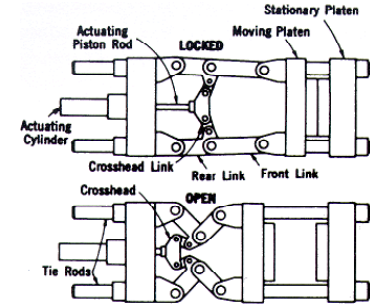 Stationary Platen
Moving Platen
Actuating
Piston Rod
LOCKED
Actuating
Cylinder
Crosshead Link
Rear Link
Front Link
Crosshead
OPEN
Tie Rods